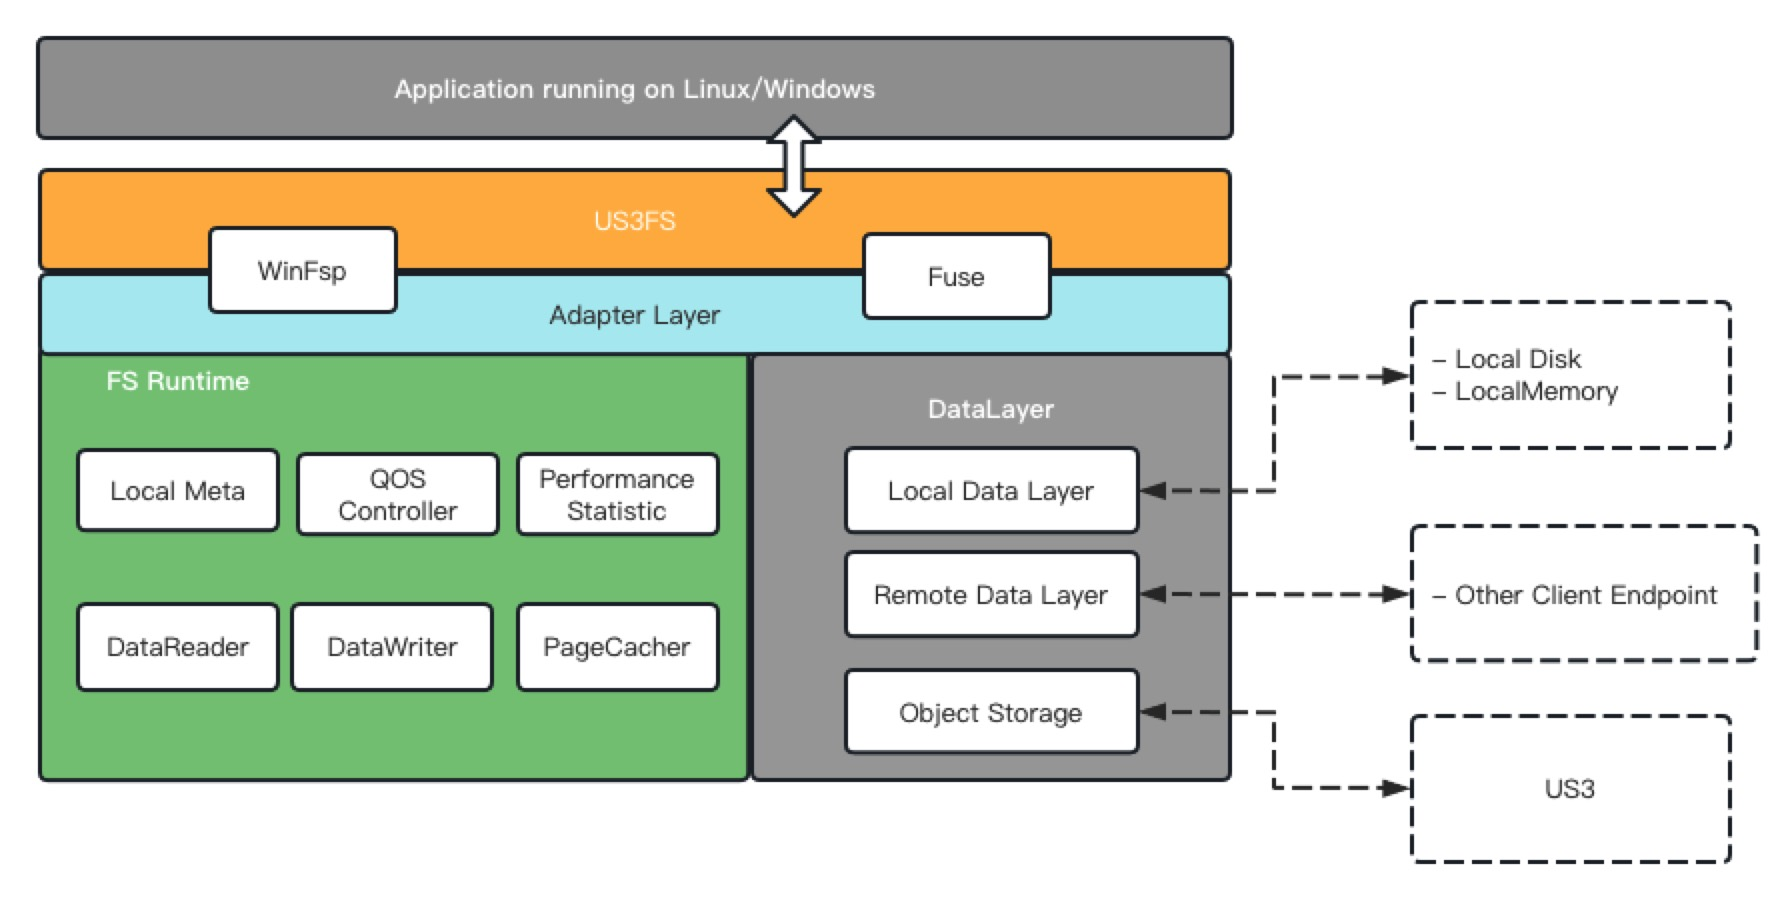 Application running on Linux/Windows
US3FS
WinFsp
Fuse
Adapter Layer
FS Runtime
Local Meta
QOS
Controller
Performance
Statistic
DataReader
DataWriter
PageCacher
DataLayer
Local Data Layer
Remote Data Layer
Object Storage
– Local Disk
– LocalMemory
– Other Client Endpoint
US3